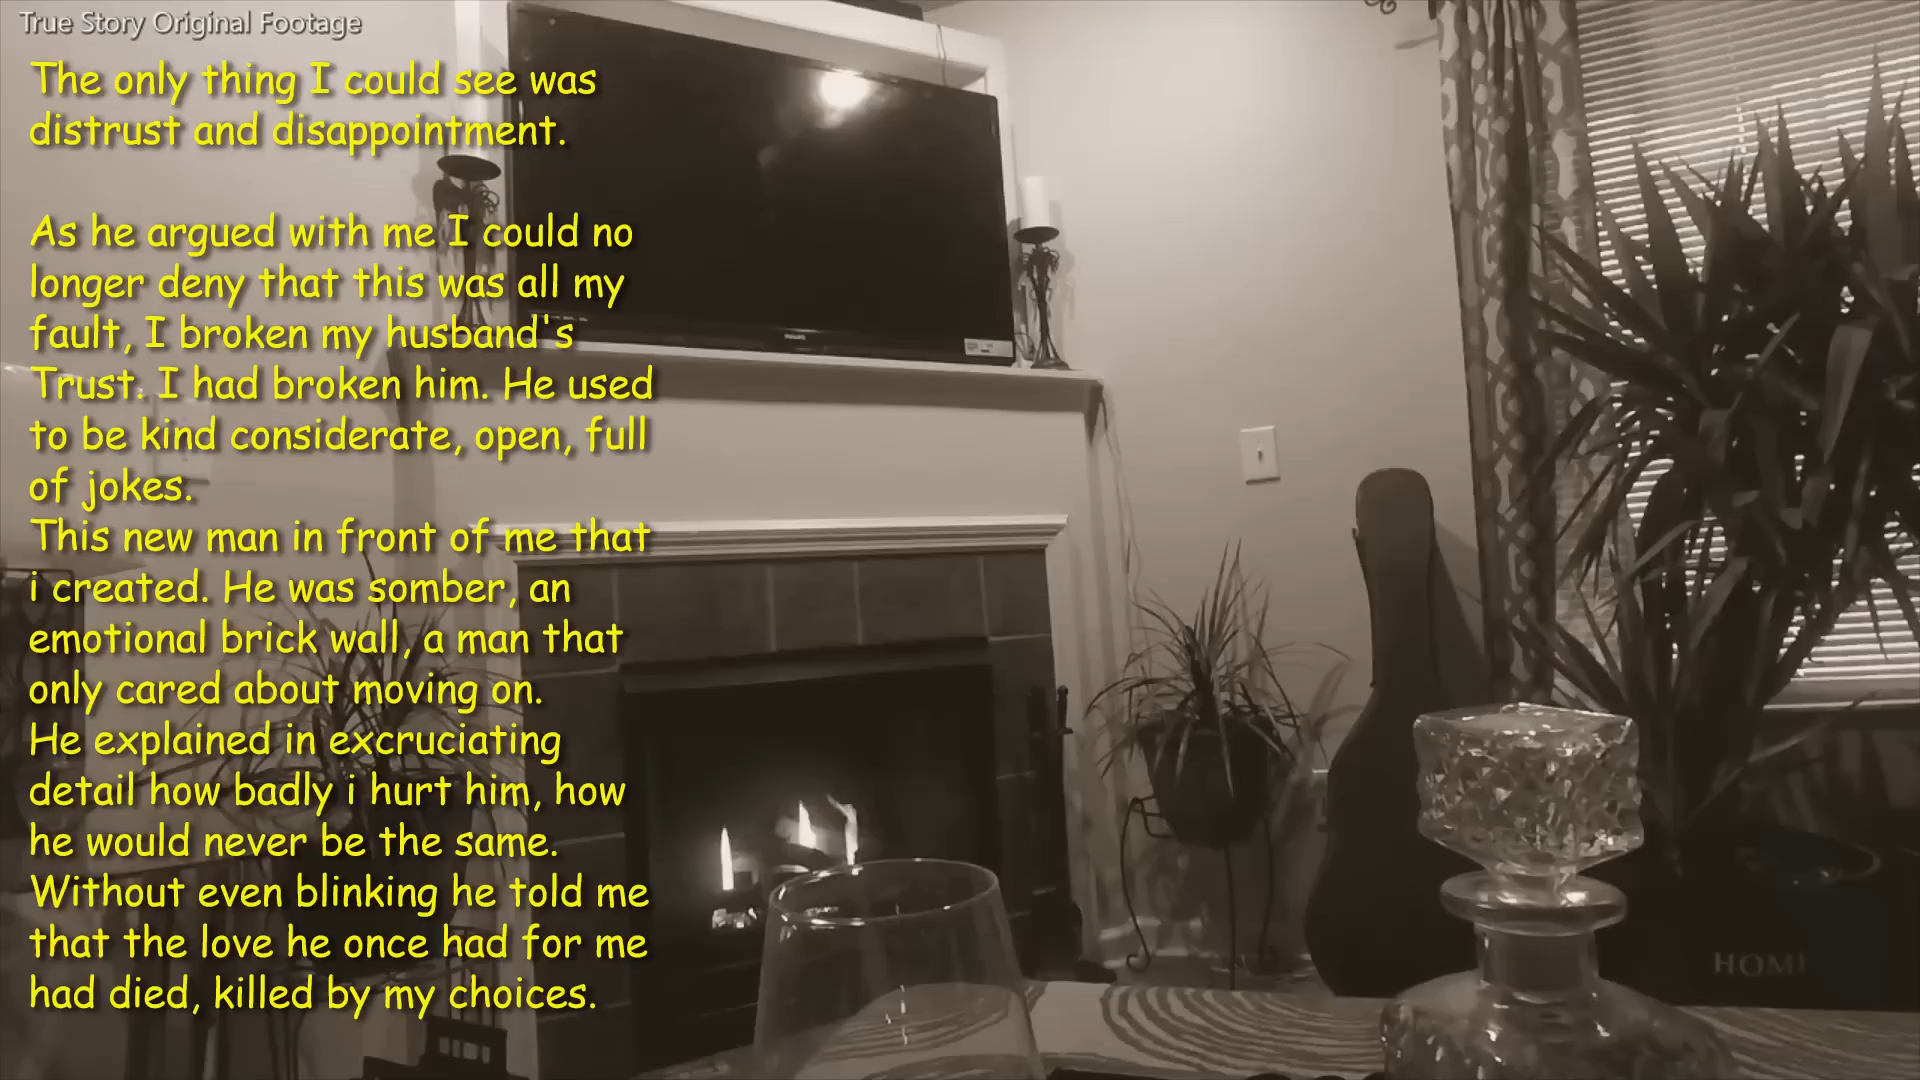 True Story Original Footage
The only thing I could see was
distrust and disappointment.
As he argued with me I could no
longer deny that this was all my
fault, I broken my husband's
Trust. I had broken him. He used
to be kind considerate, open, full
of jokes.
This new man in front of me that
i created. He was somber, an
emotional brick wall, a man that
only cared about moving on.
He explained in excruciating
detail how badly i hurt him, how
he would never be the same.
Without even blinking he told me
that the love he once had for me
had died, killed by my choices.
PHILIPS
HOME